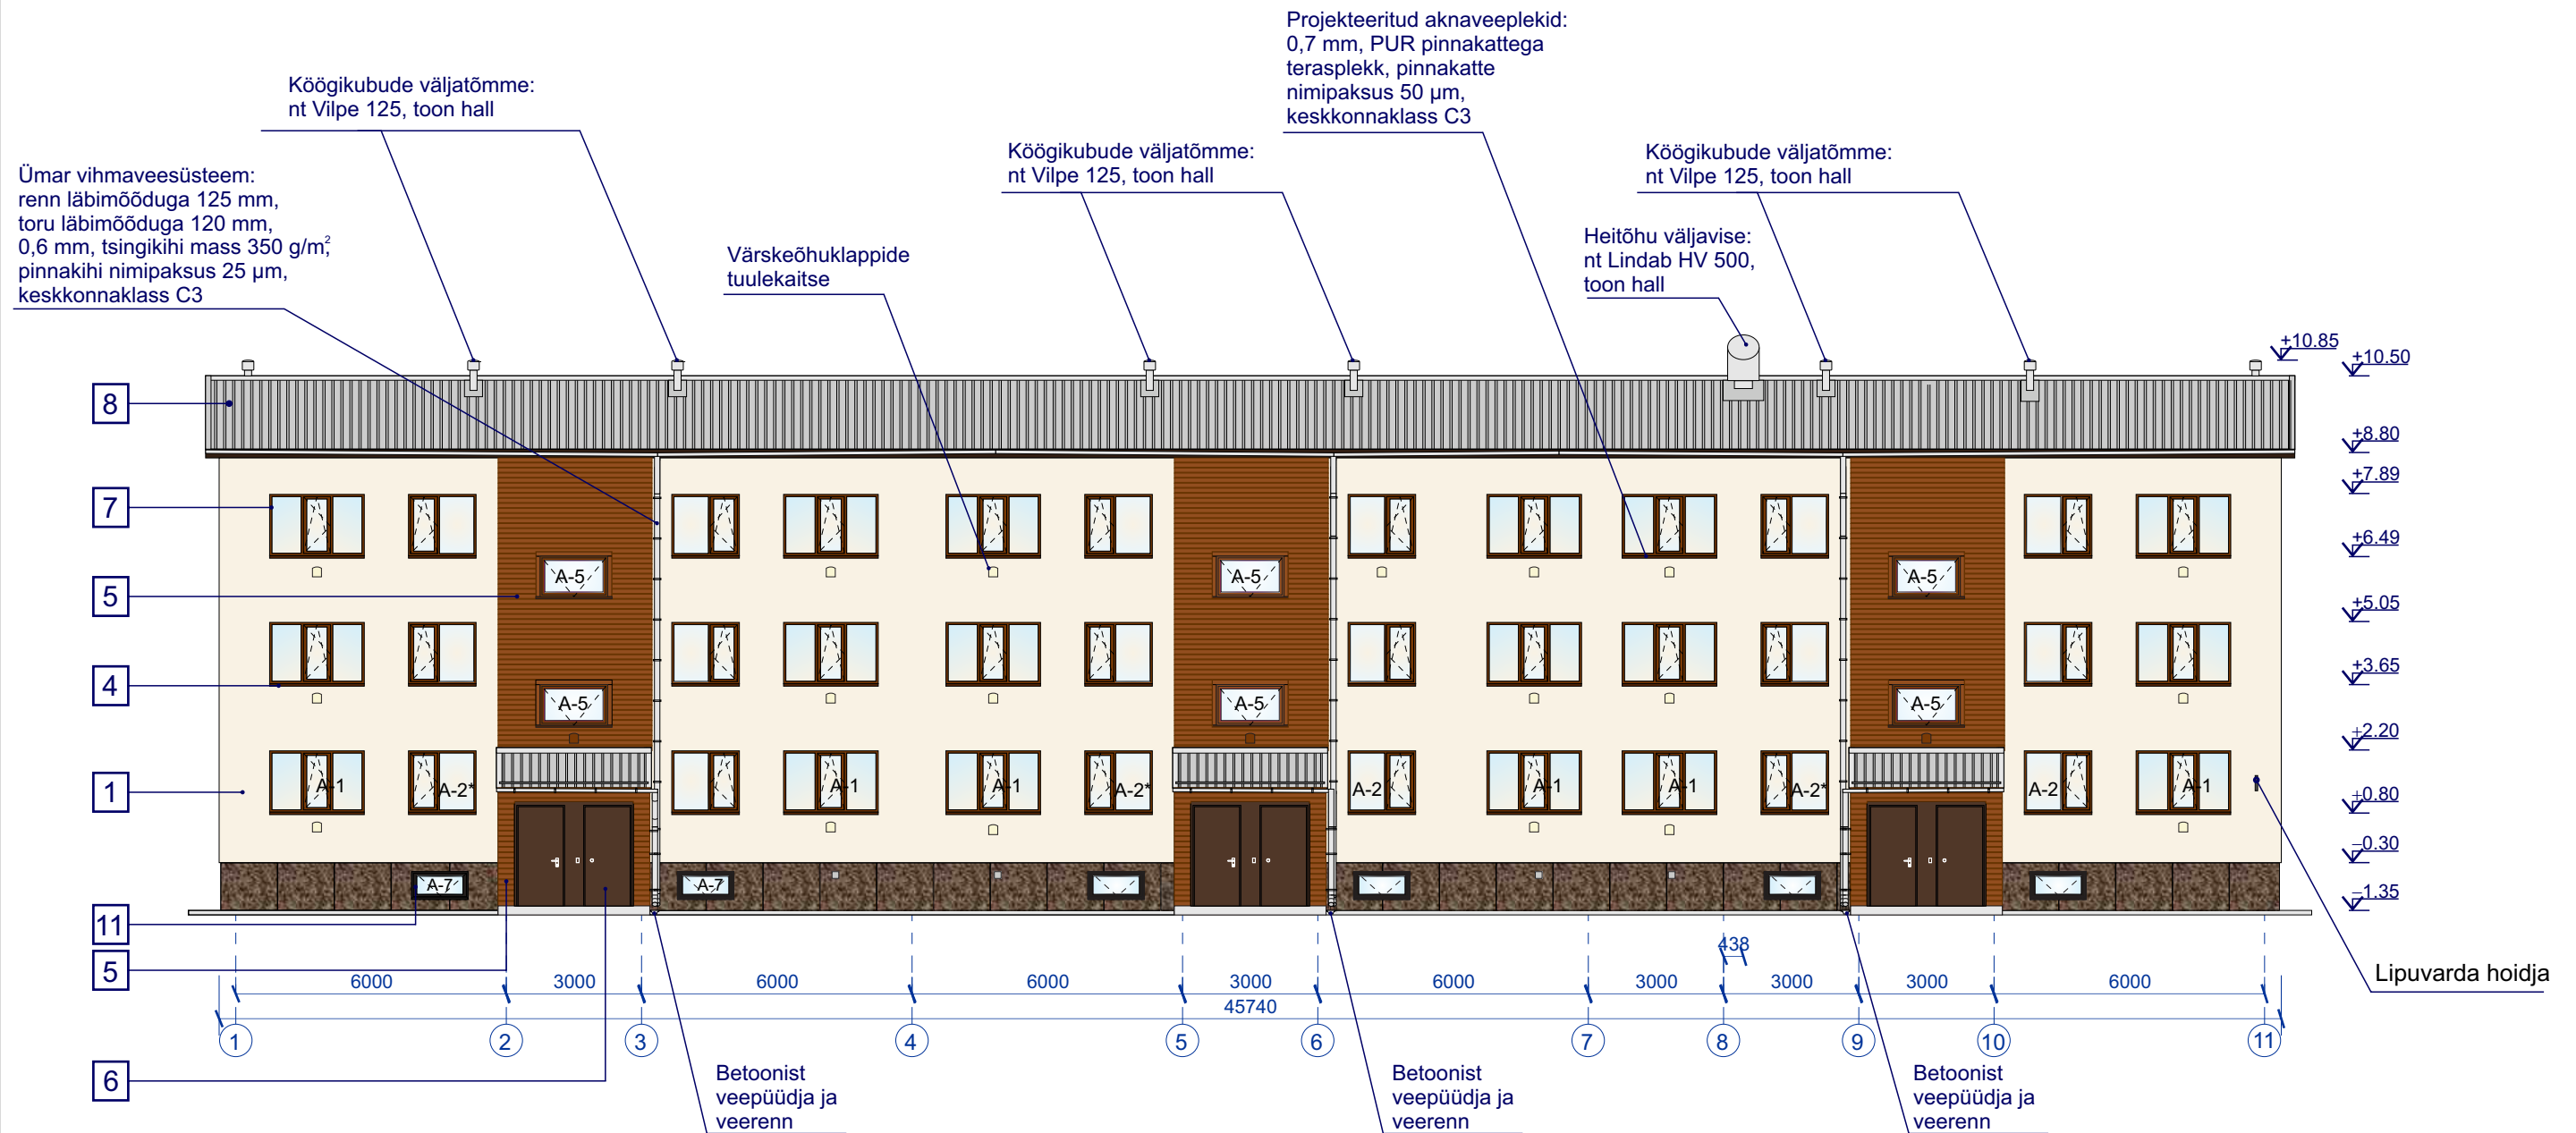 Projekteeritud aknaveeplekid:
0,7 mm, PUR pinnakattega
terasplekk, pinnakatte
nimipaksus 50 µm,
keskkonnaklass C3
Köögikubude väljatõmme:
nt Vilpe 125, toon hall
Köögikubude väljatõmme:
nt Vilpe 125, toon hall
Köögikubude väljatõmme:
nt Vilpe 125, toon hall
Ümar vihmaveesüsteem:
renn läbimõõduga 125 mm,
toru läbimõõduga 120 mm,
0,6 mm, tsingikihi mass 350 g/m²,
pinnakihi nimipaksus 25 µm,
keskkonnaklass C3
Värskeõhuklappide
tuulekaitse
Heitõhu väljavise:
nt Lindab HV 500,
toon hall
+10.85
+10.50
8
+8.80
+7.89
7
+6.49
A-5 A-5 A-5
5
+5.05
+3.65
4
A-5 A-5 A-5
+2.20
1
A-1 A-2* A-1 A-1 A-2* A-2 A-1 A-1 A-2* A-2 A-1
+0.80
-0.30
A-7 A-7
-1.35
11
438
5
Lipuvarda hoidja
6000 3000 6000 6000 3000 6000 3000 3000 3000 6000
45740
1 2 3 4 5 6 7 8 9 10 11
6
Betoonist
veepüüdja ja
veerenn
Betoonist
veepüüdja ja
veerenn
Betoonist
veepüüdja ja
veerenn